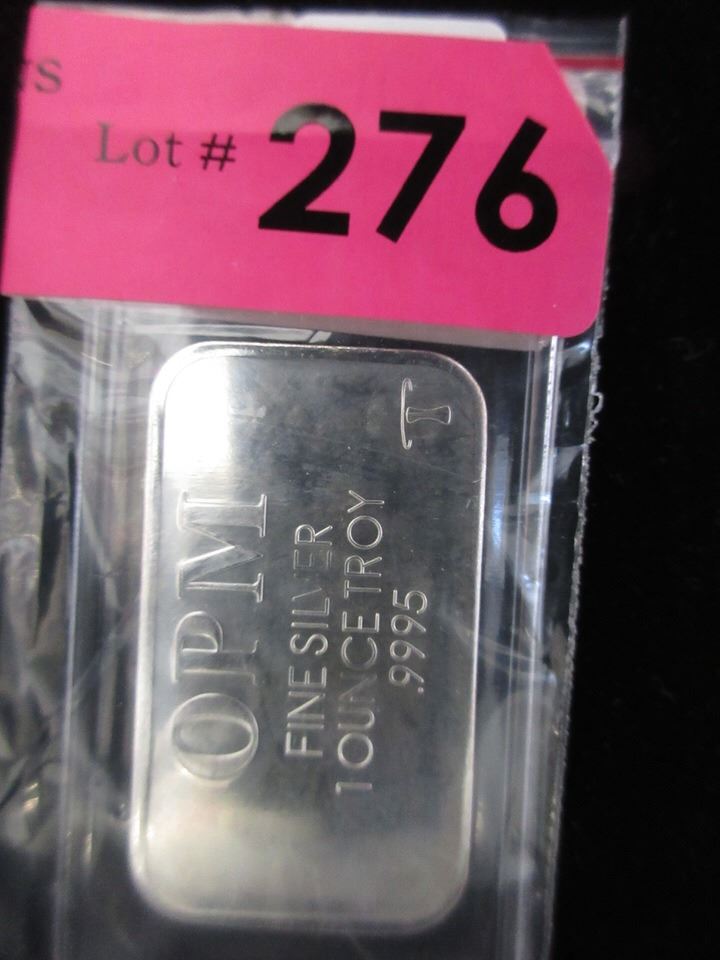 Lot # 276
OPM
FINE SILVER
1 OUNCE TROY
.9995
T